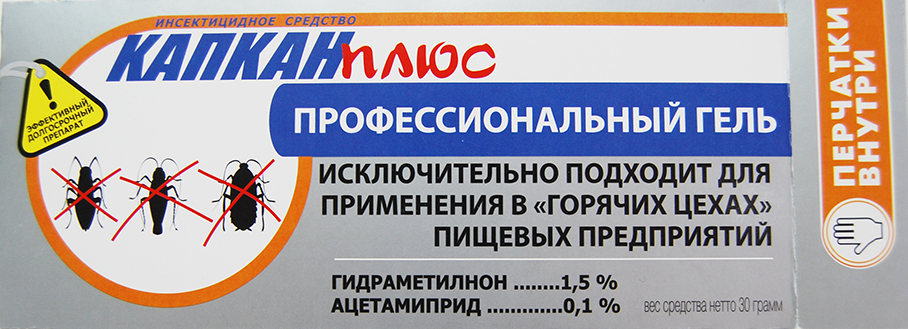 ИНСЕКТИЦИДНОЕ СРЕДСТВО
КАПКАН ПЛЮС
ЭФФЕКТИВНЫЙ
ДОЛГОСРОЧНЫЙ
ПРЕПАРАТ
ПРОФЕССИОНАЛЬНЫЙ ГЕЛЬ
ИСКЛЮЧИТЕЛЬНО ПОДХОДИТ ДЛЯ
ПРИМЕНЕНИЯ В «ГОРЯЧИХ ЦЕХАХ»
ПИЩЕВЫХ ПРЕДПРИЯТИЙ
ГИДРАМЕТИЛНОН ........1,5 %
АЦЕТАМИПРИД .............0,1 %
вес средства нетто 30 грамм
ПЕРЧАТКИ
ВНУТРИ